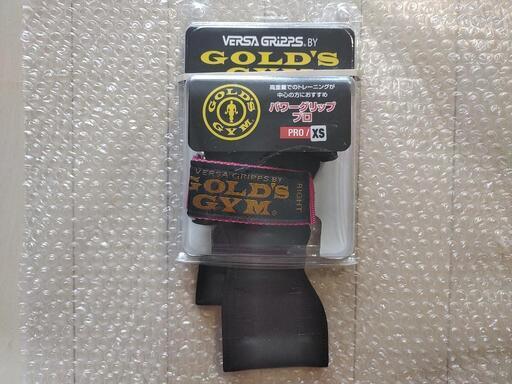 VERSA GRiPPS® BY
GOLD'S
GYM
GOLD'S
GYM
高重量でのトレーニングが
中心の方におすすめ
パワーグリップ
プロ
PRO / XS
VERSA GRIPPS BY
GOLD'S
GYM®
RIGHT